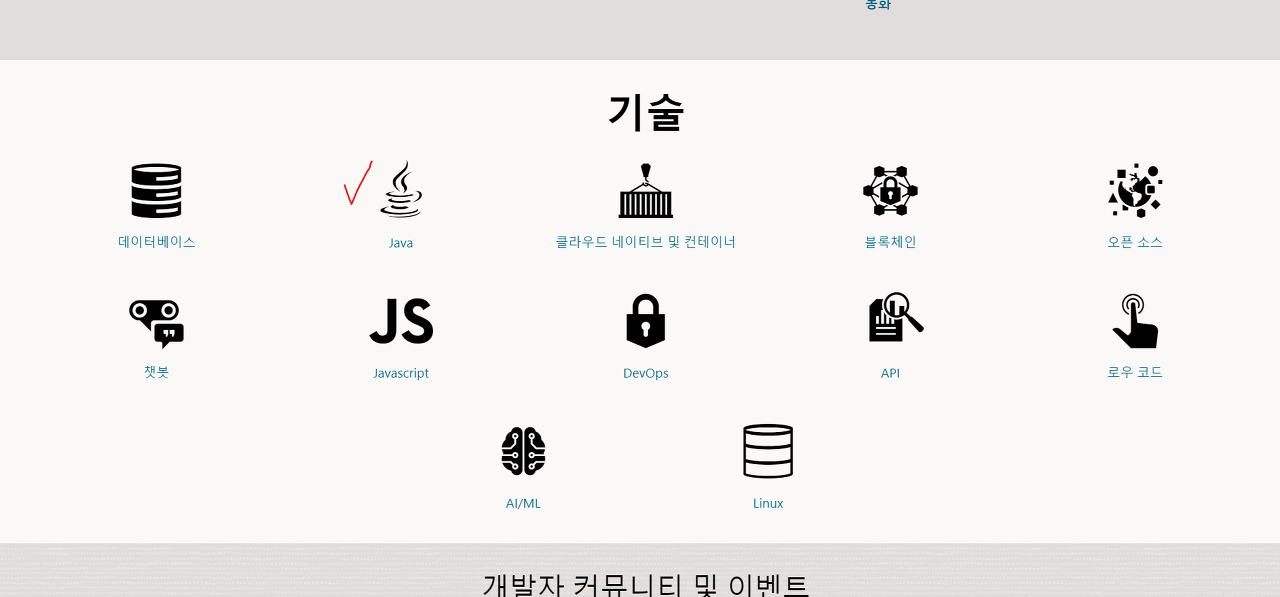 동화
기술
데이터베이스
Java
클라우드 네이티브 및 컨테이너
블록체인
오픈 소스
챗봇
JS
Javascript
DevOps
API
로우 코드
AI/ML
Linux
개발자 커뮤니티 및 이벤트